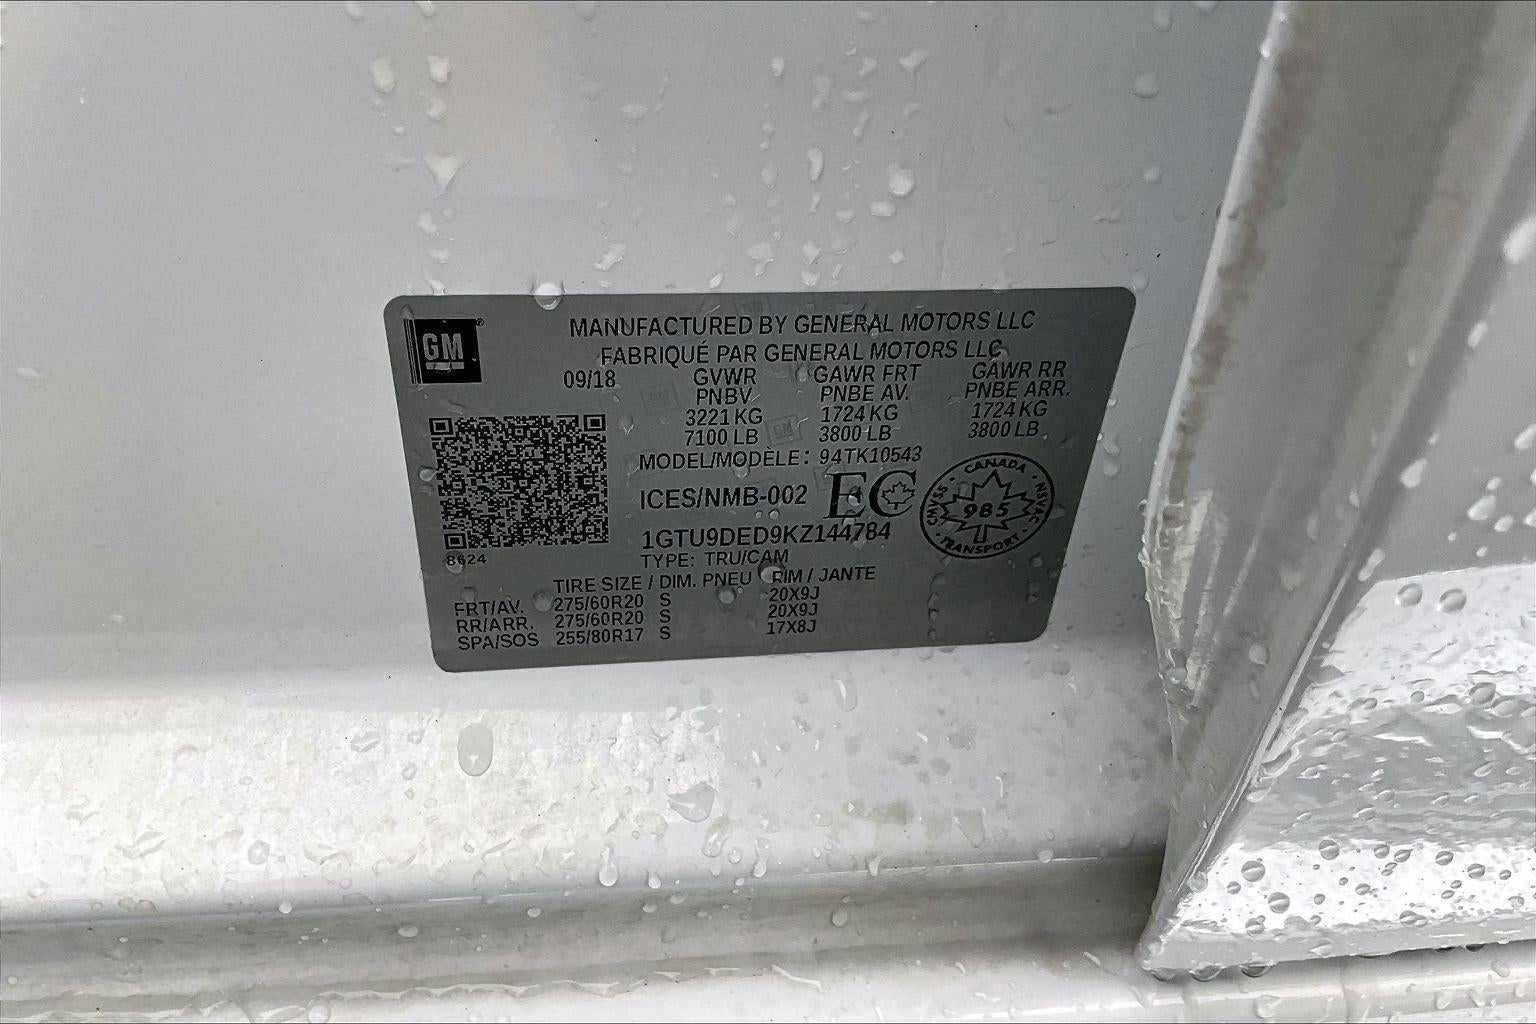 GM
MANUFACTURED BY GENERAL MOTORS LLC
FABRIQUÉ PAR GENERAL MOTORS LLC
09/18 GVWR GAWR FRT GAWR RR
PNBV PNBE AV. PNBE ARR.
3221 KG 1724 KG 1724 KG
7100 LB 3800 LB 3800 LB
MODEL/MODÈLE: 94TK10543
ICES/NMB-002 EC
CANADA
CMVSS 985 NSVAC
TRANSPORT
1GTU9DED9KZ144784
8624
TYPE: TRU/CAM
TIRE SIZE / DIM. PNEU RIM / JANTE
FRT/AV. 275/60R20 S 20X9J
RR/ARR. 275/60R20 S 20X9J
SPA/SOS 255/80R17 S 17X8J